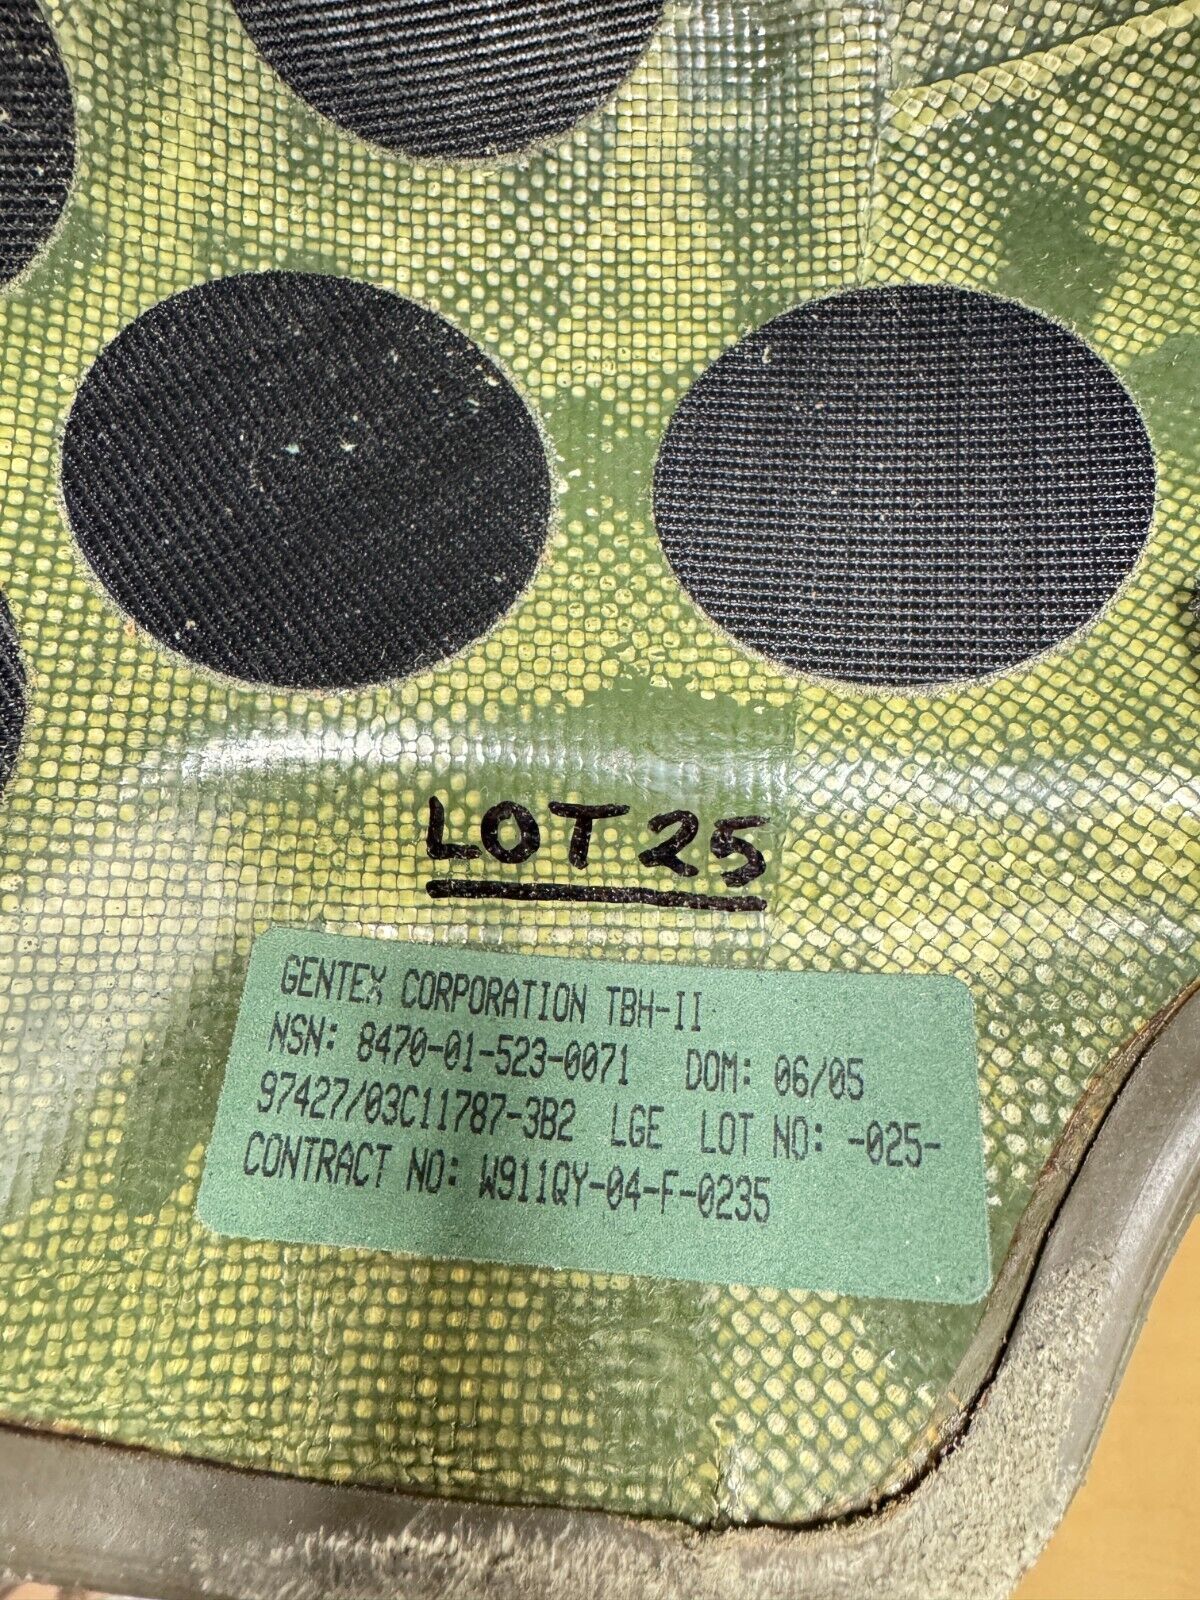 LOT 25
GENTEX CORPORATION TBH-II
NSN: 8470-01-523-0071 DOM: 06/05
97427/03C11787-3B2 LGE LOT NO: -025-
CONTRACT NO: W911QY-04-F-0235